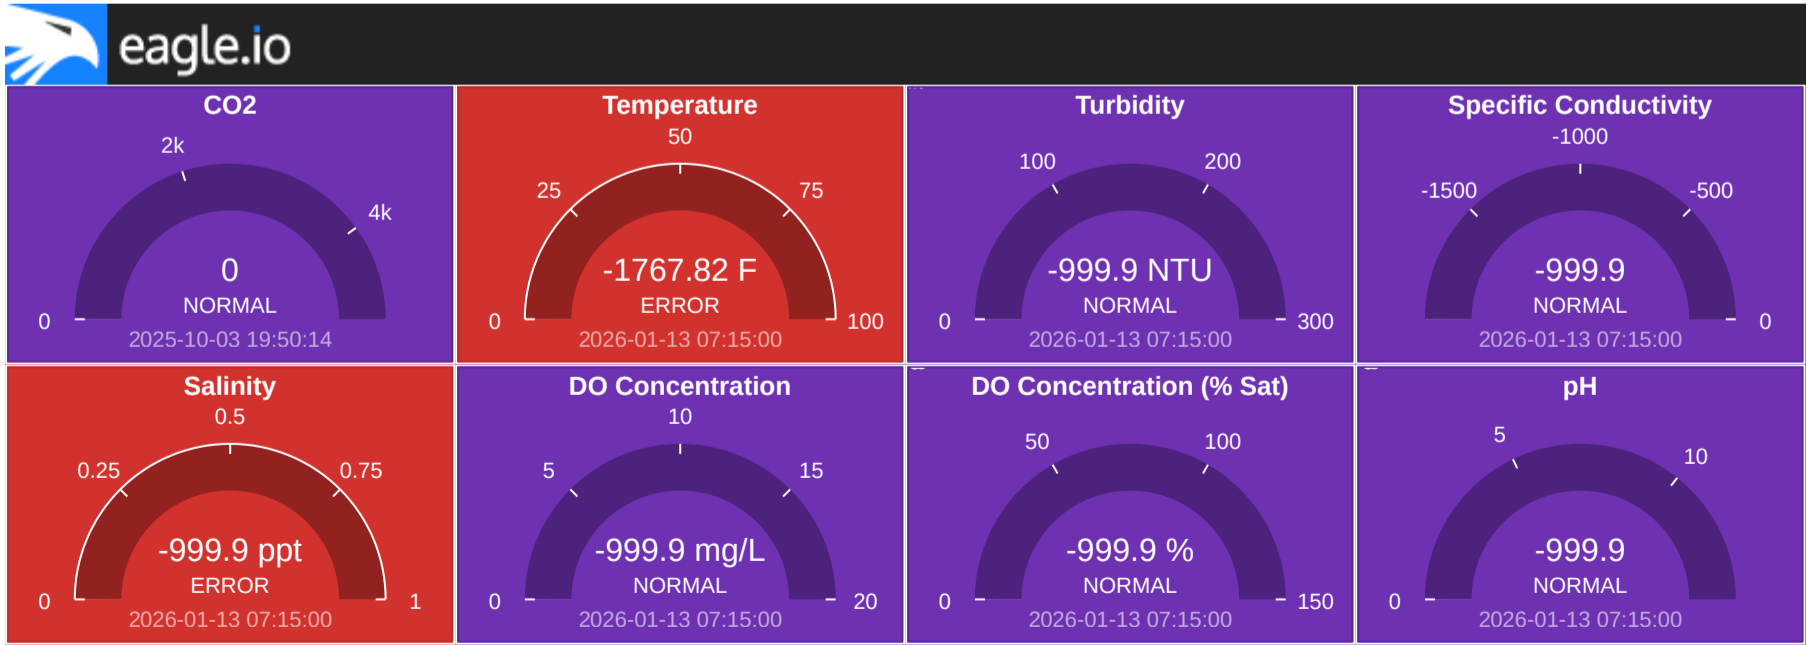 eagle.io
CO2
2k
4k
0
0
NORMAL
2025-10-03 19:50:14
Temperature
50
25
75
-1767.82 F
ERROR
0
100
2026-01-13 07:15:00
Turbidity
100
200
-999.9 NTU
NORMAL
0
300
2026-01-13 07:15:00
Specific Conductivity
-1000
-1500
-500
-999.9
NORMAL
0
2026-01-13 07:15:00
Salinity
0.5
0.25
0.75
-999.9 ppt
ERROR
0
1
2026-01-13 07:15:00
DO Concentration
10
5
15
-999.9 mg/L
NORMAL
0
20
2026-01-13 07:15:00
DO Concentration (% Sat)
50
100
-999.9 %
NORMAL
0
150
2026-01-13 07:15:00
pH
5
10
-999.9
NORMAL
0
2026-01-13 07:15:00